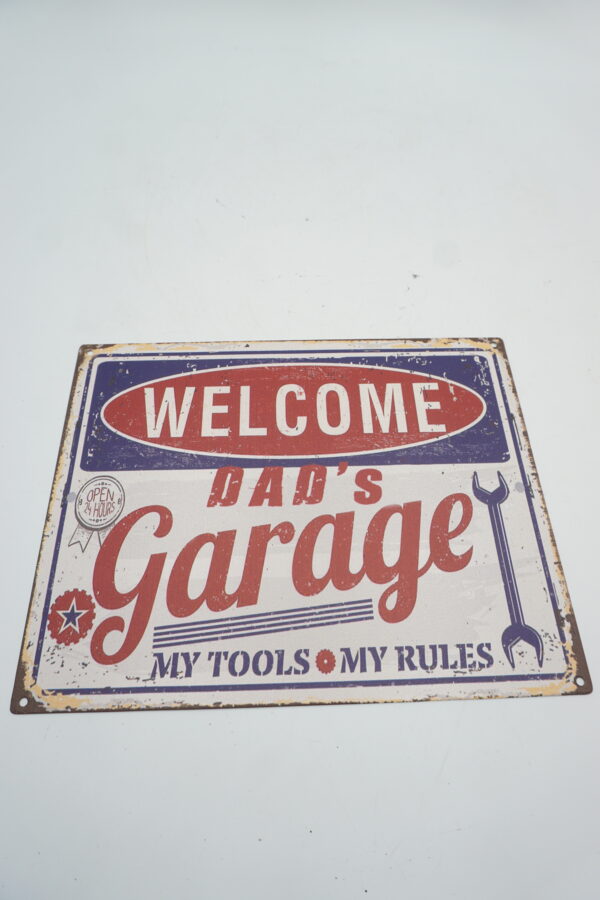 WELCOME
DAD'S
OPEN
24 HOURS
Garage
MY TOOLS MY RULES